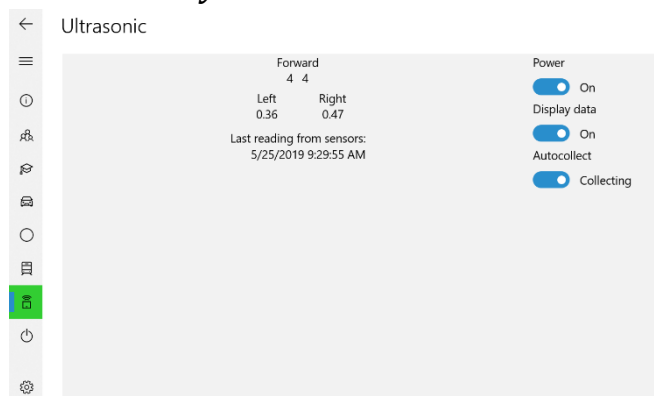 Ultrasonic
Forward
4 4
Left Right
0.36 0.47
Last reading from sensors:
5/25/2019 9:29:55 AM
Power
On
Display data
On
Autocollect
Collecting